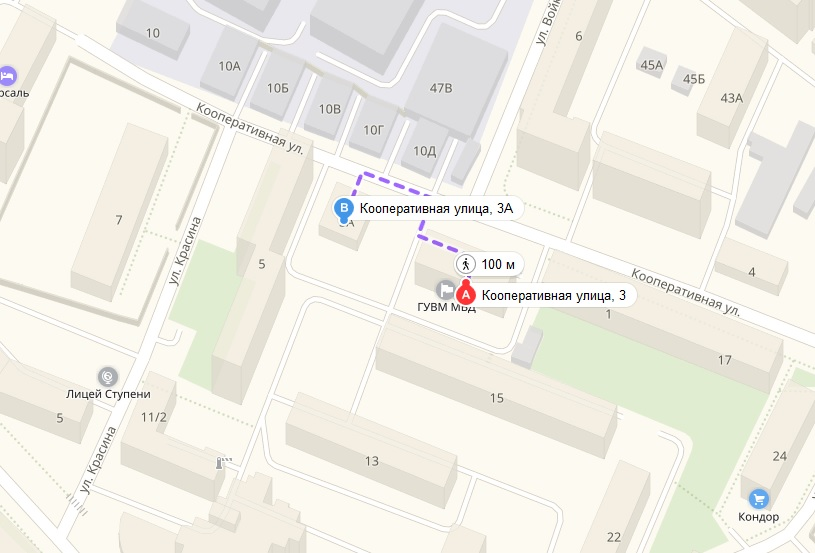 10
10А
10Б
10В
10Г
10Д
47В
ул. Войк
6
45А
45Б
43А
осаль
Кооперативная ул.
7
ул. Красина
5
В
Кооперативная улица, 3А
100 м
А
Кооперативная улица, 3
ГУВМ МВД
4
Кооперативная ул.
1
17
Лицей Ступени
5
11/2
15
13
ул. Красина
24
Кондор
22